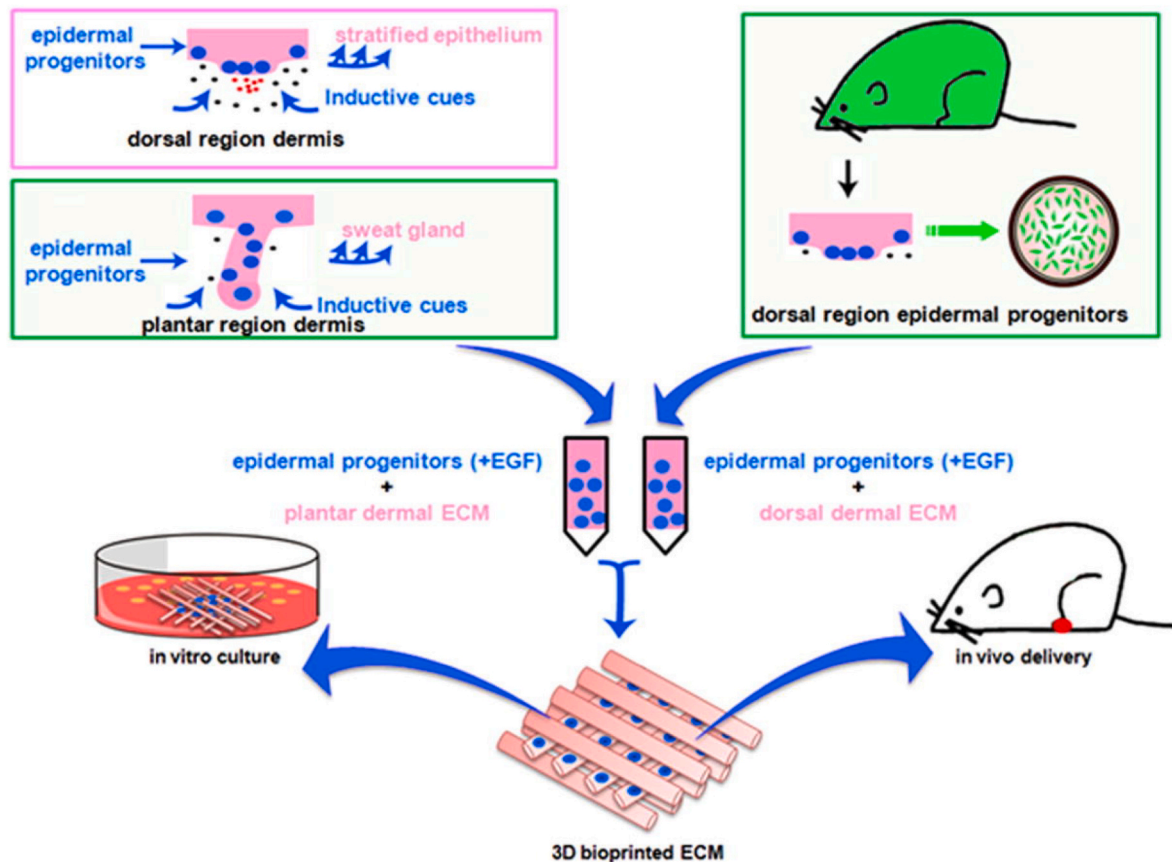 epidermal
progenitors
stratified epithelium
Inductive cues
dorsal region dermis
epidermal
progenitors
sweat gland
Inductive cues
plantar region dermis
dorsal region epidermal progenitors
epidermal progenitors (+EGF)
+
plantar dermal ECM
epidermal progenitors (+EGF)
+
dorsal dermal ECM
in vitro culture
in vivo delivery
3D bioprinted ECM